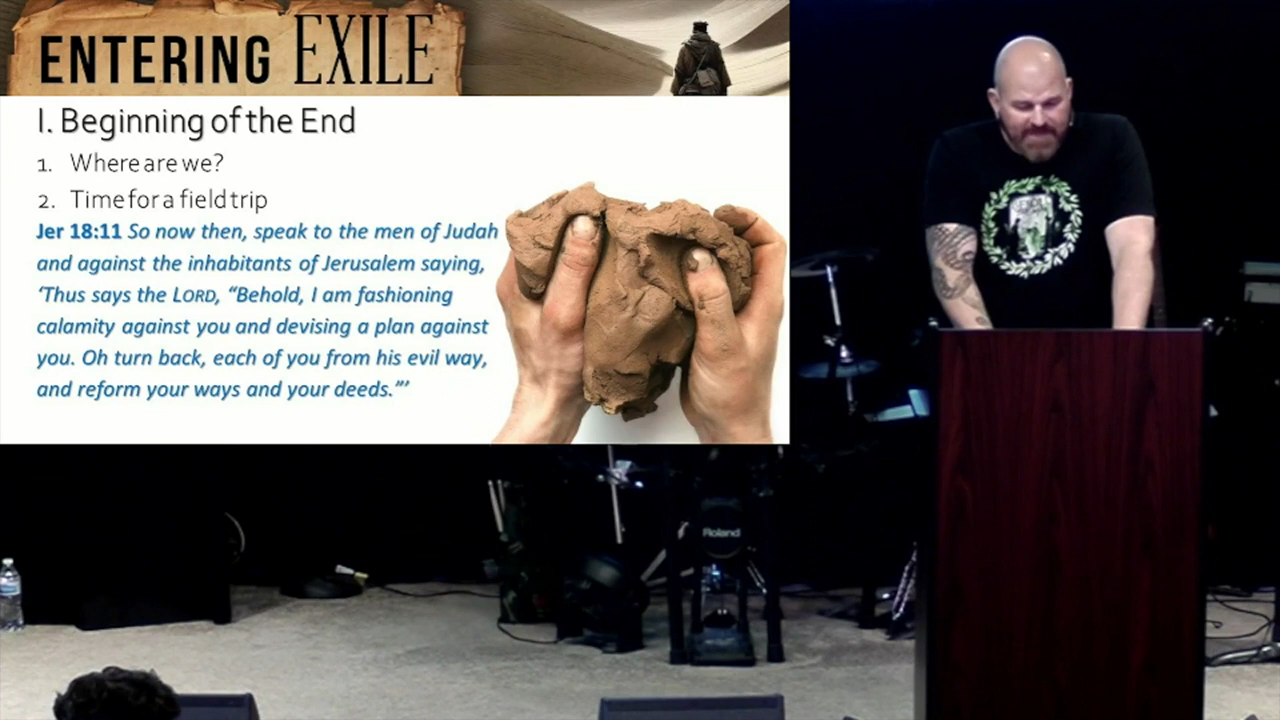 ENTERING EXILE
I. Beginning of the End
1. Where are we?
2. Time for a field trip
Jer 18:11 So now then, speak to the men of Judah
and against the inhabitants of Jerusalem saying,
‘Thus says the LORD, “Behold, I am fashioning
calamity against you and devising a plan against
you. Oh turn back, each of you from his evil way,
and reform your ways and your deeds.”’
Roland